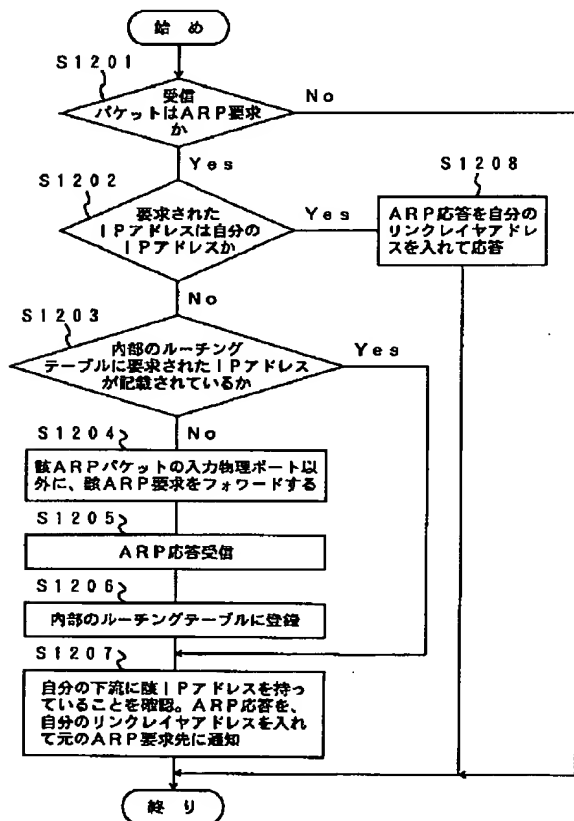 始め
S1201
受信
パケットはARP要求
か
No
Yes
S1202
要求された
IPアドレスは自分の
IPアドレスか
Yes
S1208
ARP応答を自分の
リンクレイヤアドレ
スを入れて応答
No
S1203
内部のルーチング
テーブルに要求されたIPアドレス
が記載されているか
Yes
No
S1204
該ARPパケットの入力物理ポート以
外に、該ARP要求をフォワードする
S1205
ARP応答受信
S1206
内部のルーチングテーブルに登録
S1207
自分の下流に該IPアドレスを持っ
ていることを確認。ARP応答を、
自分のリンクレイヤアドレスを入れ
て元のARP要求先に通知
終り